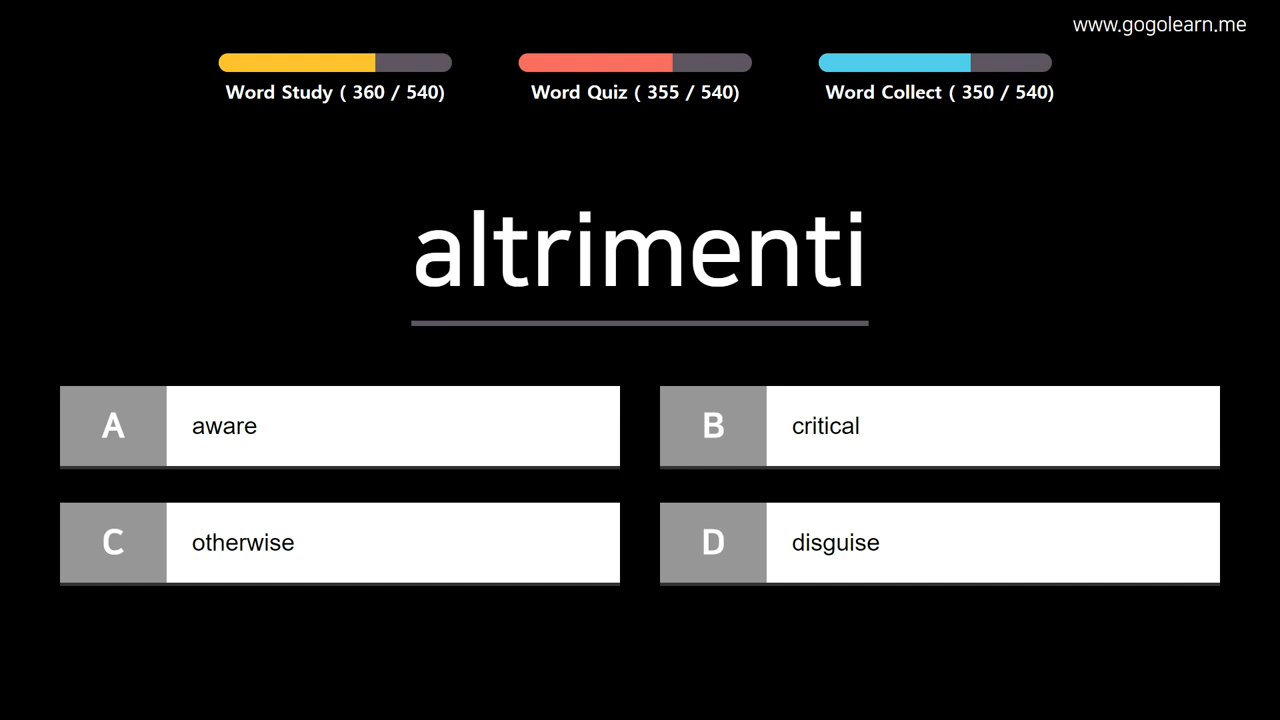 www.gogolearn.me
Word Study ( 360 / 540)
Word Quiz ( 355 / 540)
Word Collect ( 350 / 540)
altrimenti
A aware
B critical
C otherwise
D disguise